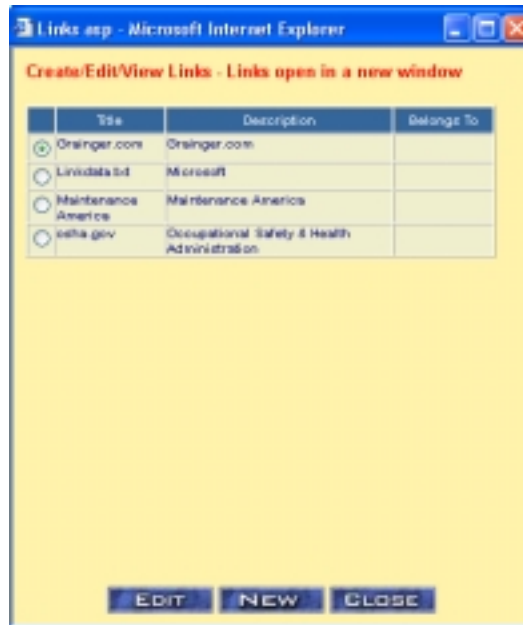 Links asp - Microsoft Internet Explorer
Create/Edit/View Links - Links open in a new window
Title Description Belongs To
Grainger.com Grainger.com
Linkdata.txt Microsoft
Maintenance America Maintenance America
osha.gov Occupational Safety & Health
Administration
EDIT NEW CLOSE